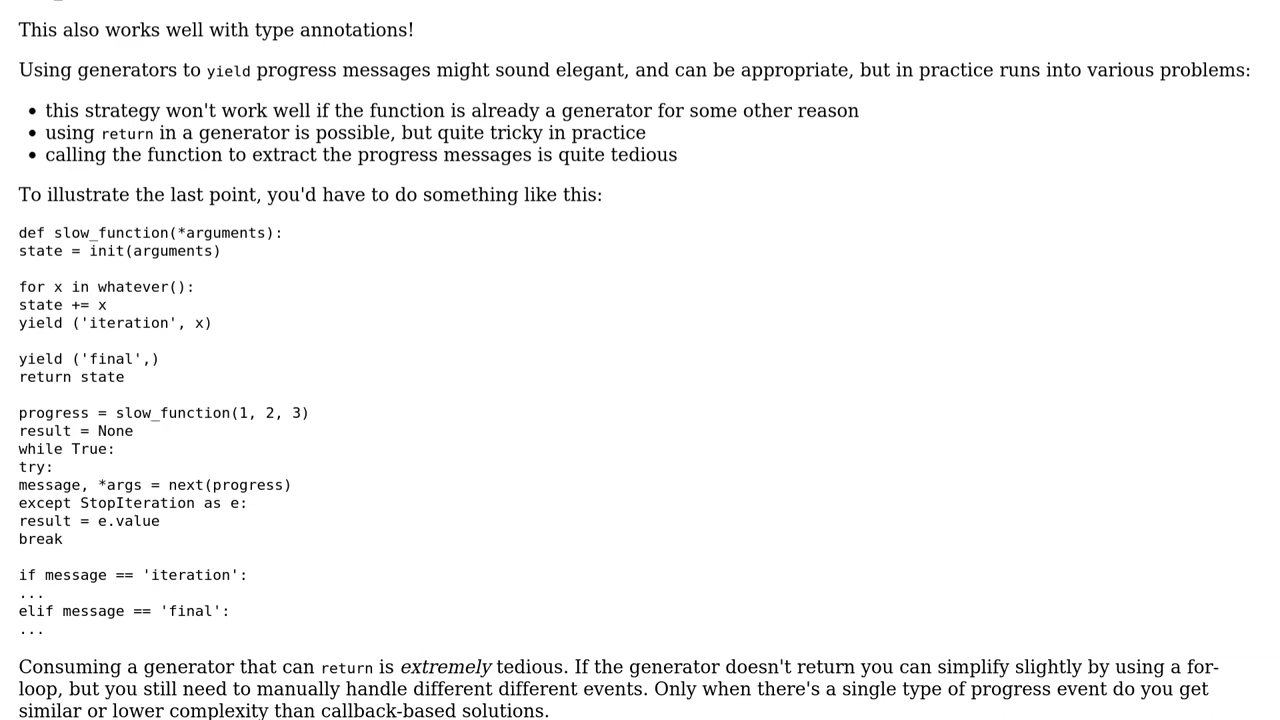 This also works well with type annotations!
Using generators to yield progress messages might sound elegant, and can be appropriate, but in practice runs into various problems:
• this strategy won't work well if the function is already a generator for some other reason
• using return in a generator is possible, but quite tricky in practice
• calling the function to extract the progress messages is quite tedious
To illustrate the last point, you'd have to do something like this:
def slow_function(*arguments):
state = init(arguments)
for x in whatever():
state += x
yield ('iteration', x)
yield ('final',)
return state
progress = slow_function(1, 2, 3)
result = None
while True:
try:
message, *args = next(progress)
except StopIteration as e:
result = e.value
break
if message == 'iteration':
...
elif message == 'final':
...
Consuming a generator that can return is extremely tedious. If the generator doesn't return you can simplify slightly by using a for-
loop, but you still need to manually handle different different events. Only when there's a single type of progress event do you get
similar or lower complexity than callback-based solutions.